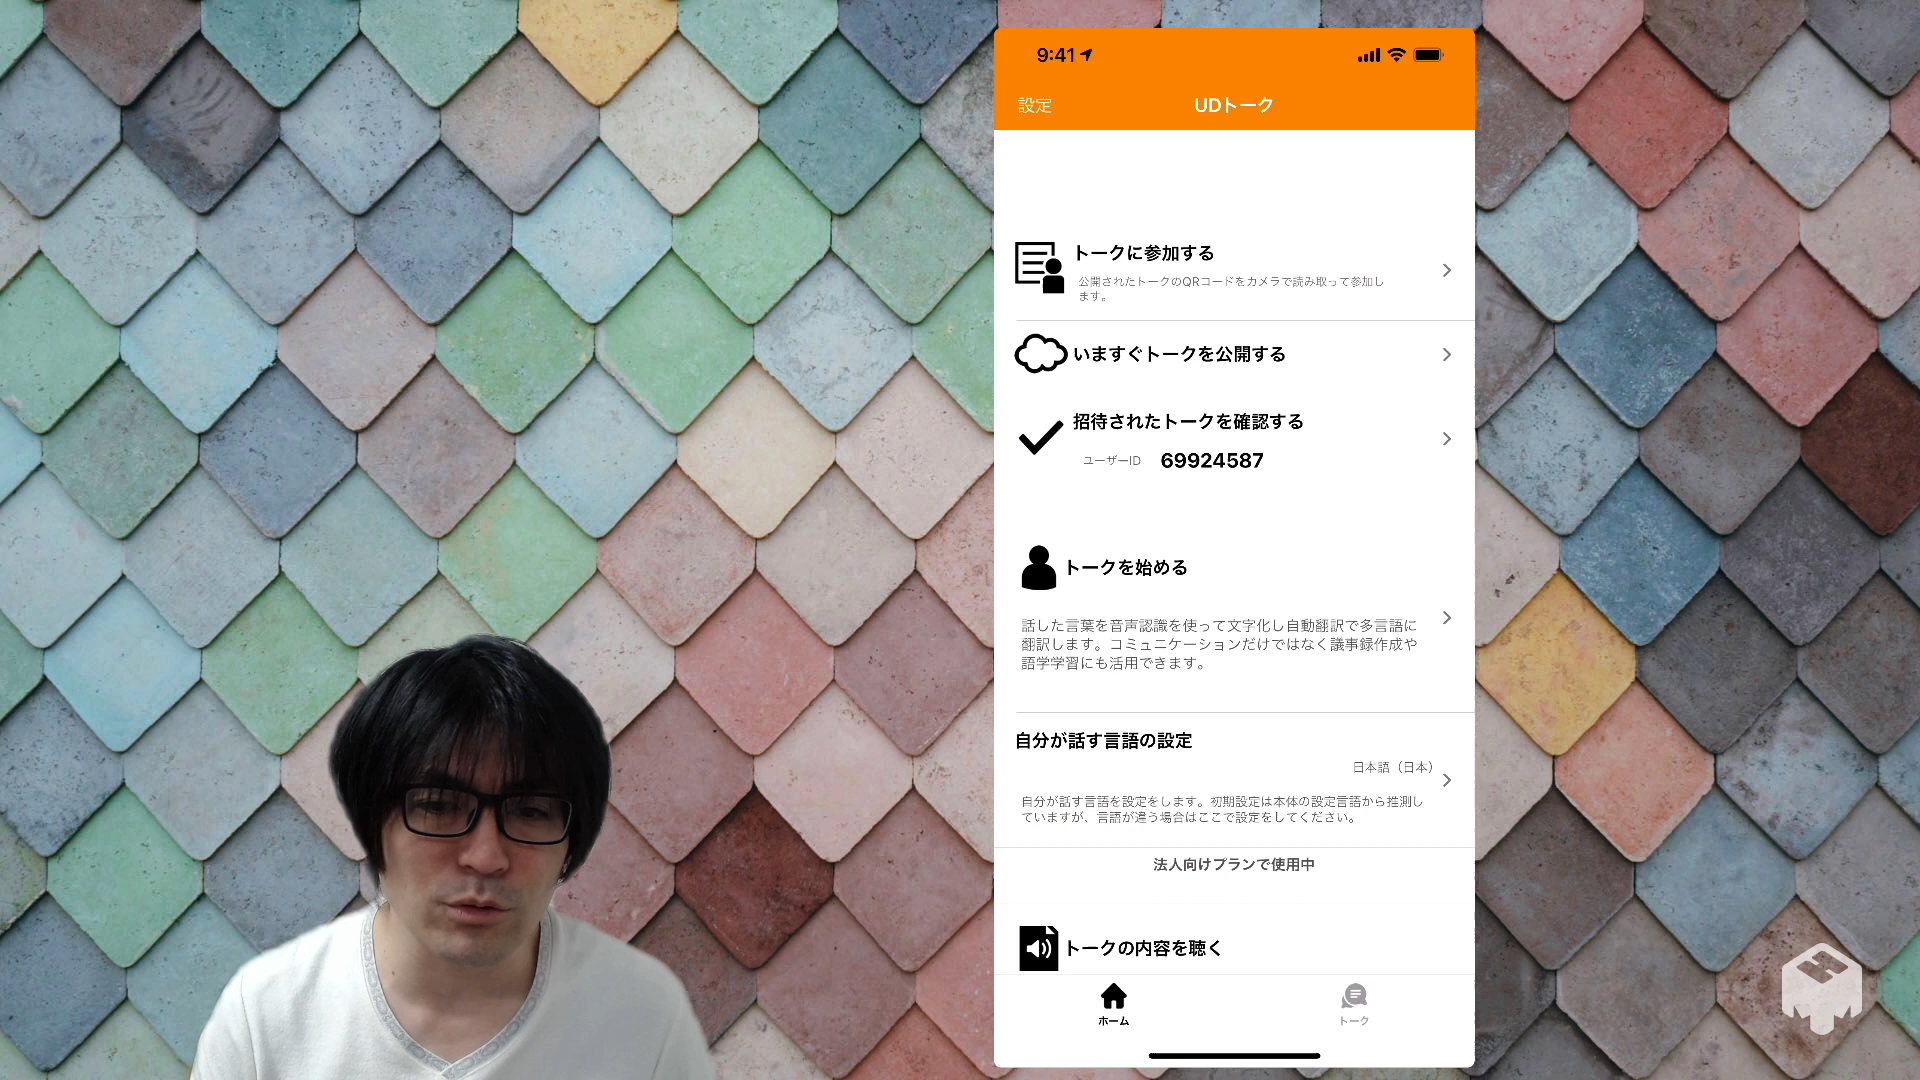 9:41
設定
UDトーク
トークに参加する
公開されたトークのQRコードをカメラで読み取って参加し
ます。
いますぐトークを公開する
招待されたトークを確認する
ユーザーID 69924587
トークを始める
話した言葉を音声認識を使って文字化し自動翻訳で多言語に
翻訳します。コミュニケーションだけではなく議事録作成や
語学学習にも活用できます。
自分が話す言語の設定
日本語（日本）
自分が話す言語を設定をします。初期設定は本体の設定言語から推測し
ていますが、言語が違う場合はここで設定をしてください。
法人向けプランで使用中
トークの内容を聴く
ホーム
トーク